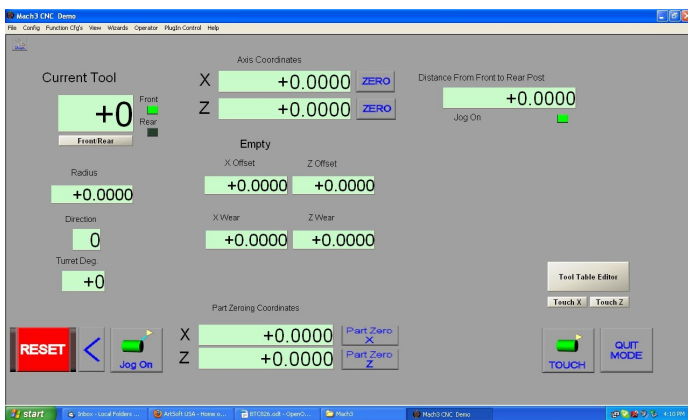 Mach3 CNC Demo
File Config Function Cfg's View Wizards Operator PlugIn Control Help
Current Tool
+0
Front
Rear
Front/Rear
Radius
+0.0000
Direction
0
Turret Deg.
+0
Axis Coordinates
X +0.0000 ZERO
Z +0.0000 ZERO
Empty
X Offset Z Offset
+0.0000 +0.0000
X Wear Z Wear
+0.0000 +0.0000
Distance From Front to Rear Post
+0.0000
Jog On
Tool Table Editor
Touch X Touch Z
Part Zeroing Coordinates
X +0.0000 Part Zero X
Z +0.0000 Part Zero Z
RESET
<
Jog On
TOUCH
QUIT
MODE
start Inbox - Local Folders ... ArtSoft USA - Home o... RTC826.odt - OpenO... Mach3 Mach3 CNC Demo 4:10 PM